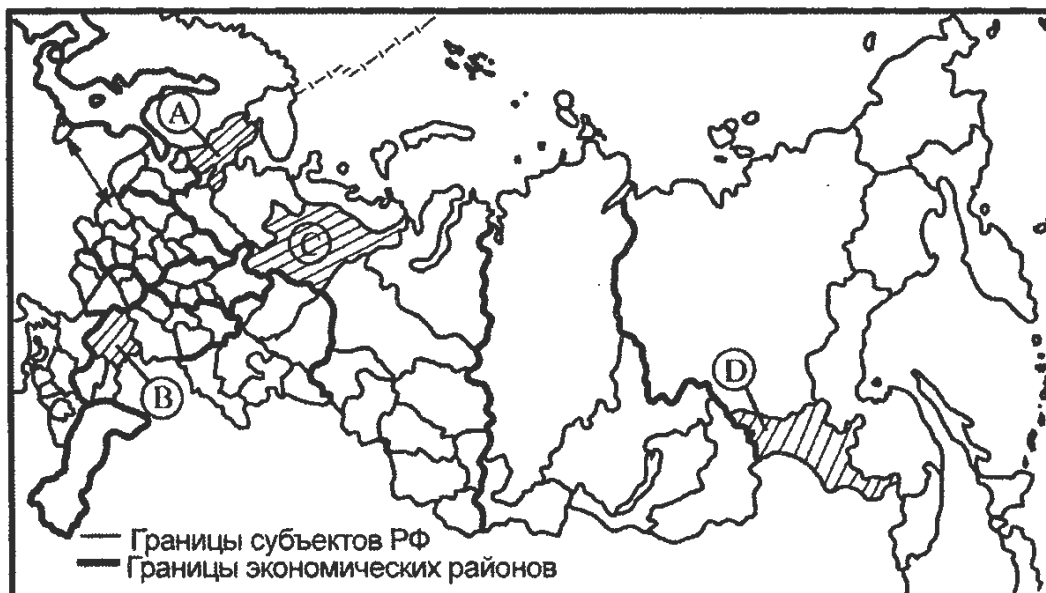 A
C
B
D
Границы субъектов РФ
Границы экономических районов